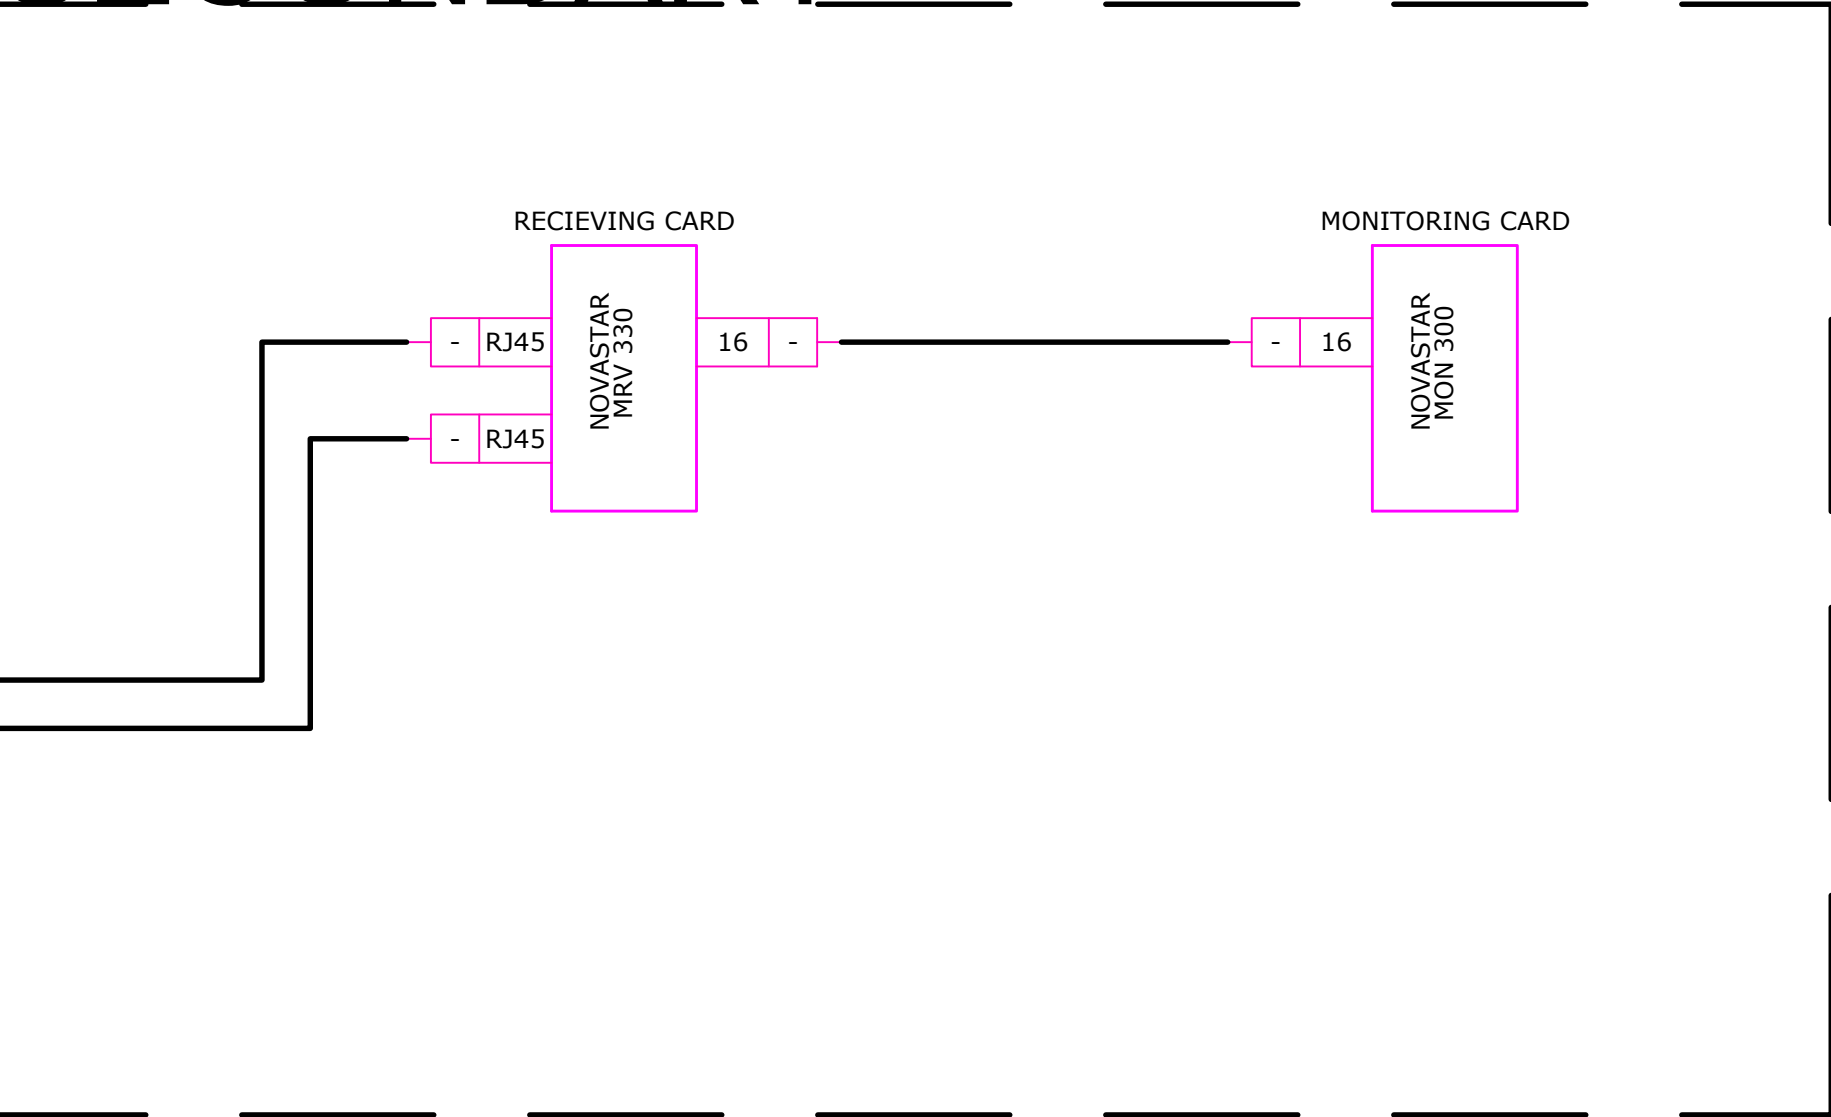 RECIEVING CARD
MONITORING CARD
NOVASTAR
MRV 330
- RJ45
- RJ45
16 -
- 16
NOVASTAR
MON 300